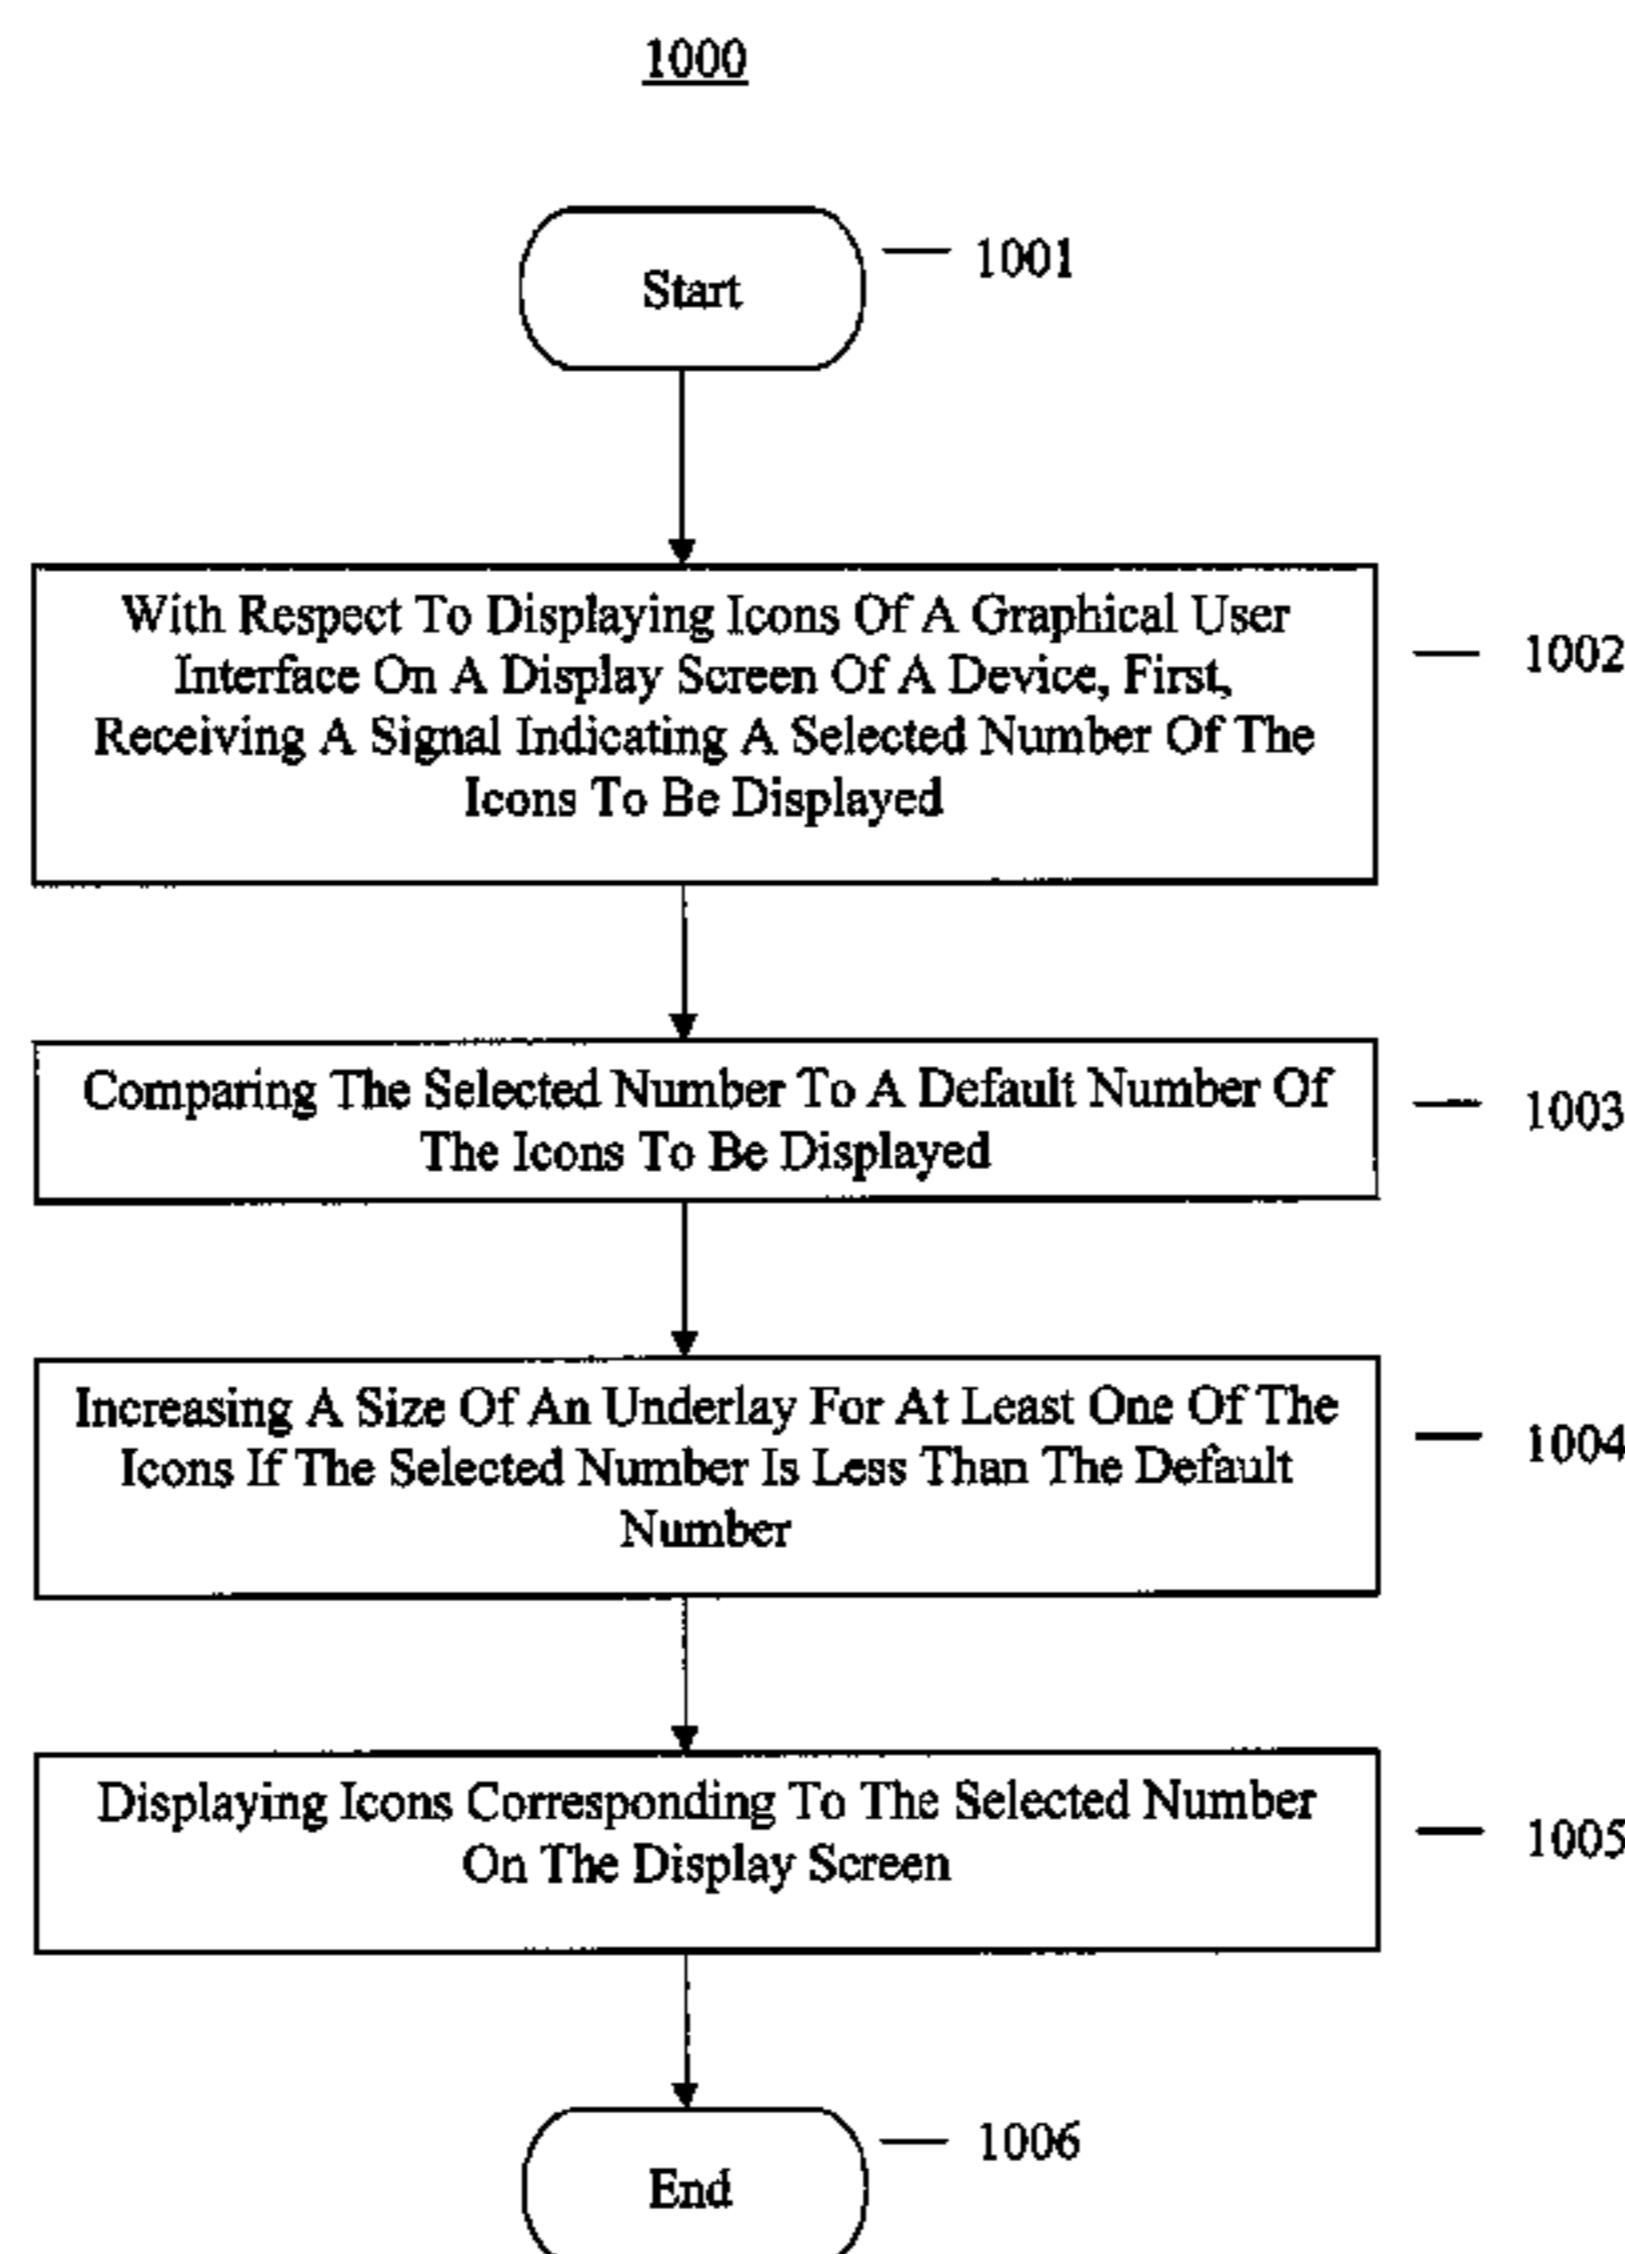 1000
Start
1001
With Respect To Displaying Icons Of A Graphical User
Interface On A Display Screen Of A Device, First,
Receiving A Signal Indicating A Selected Number Of The
Icons To Be Displayed
1002
Comparing The Selected Number To A Default Number Of
The Icons To Be Displayed
1003
Increasing A Size Of An Underlay For At Least One Of The
Icons If The Selected Number Is Less Than The Default
Number
1004
Displaying Icons Corresponding To The Selected Number
On The Display Screen
1005
End
1006